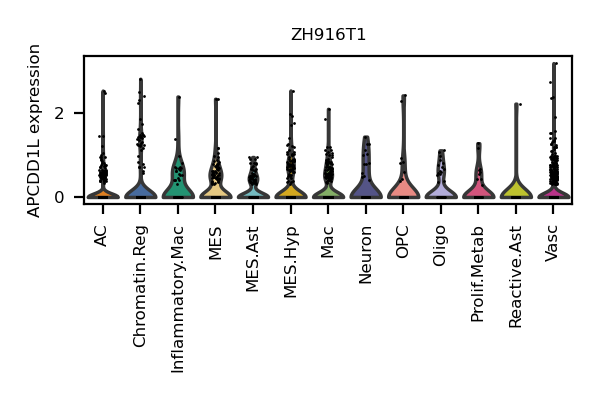 ZH916T1
APCDD1L expression
2
0
AC
Chromatin.Reg
Inflammatory.Mac
MES
MES.Ast
MES.Hyp
Mac
Neuron
OPC
Oligo
Prolif.Metab
Reactive.Ast
Vasc